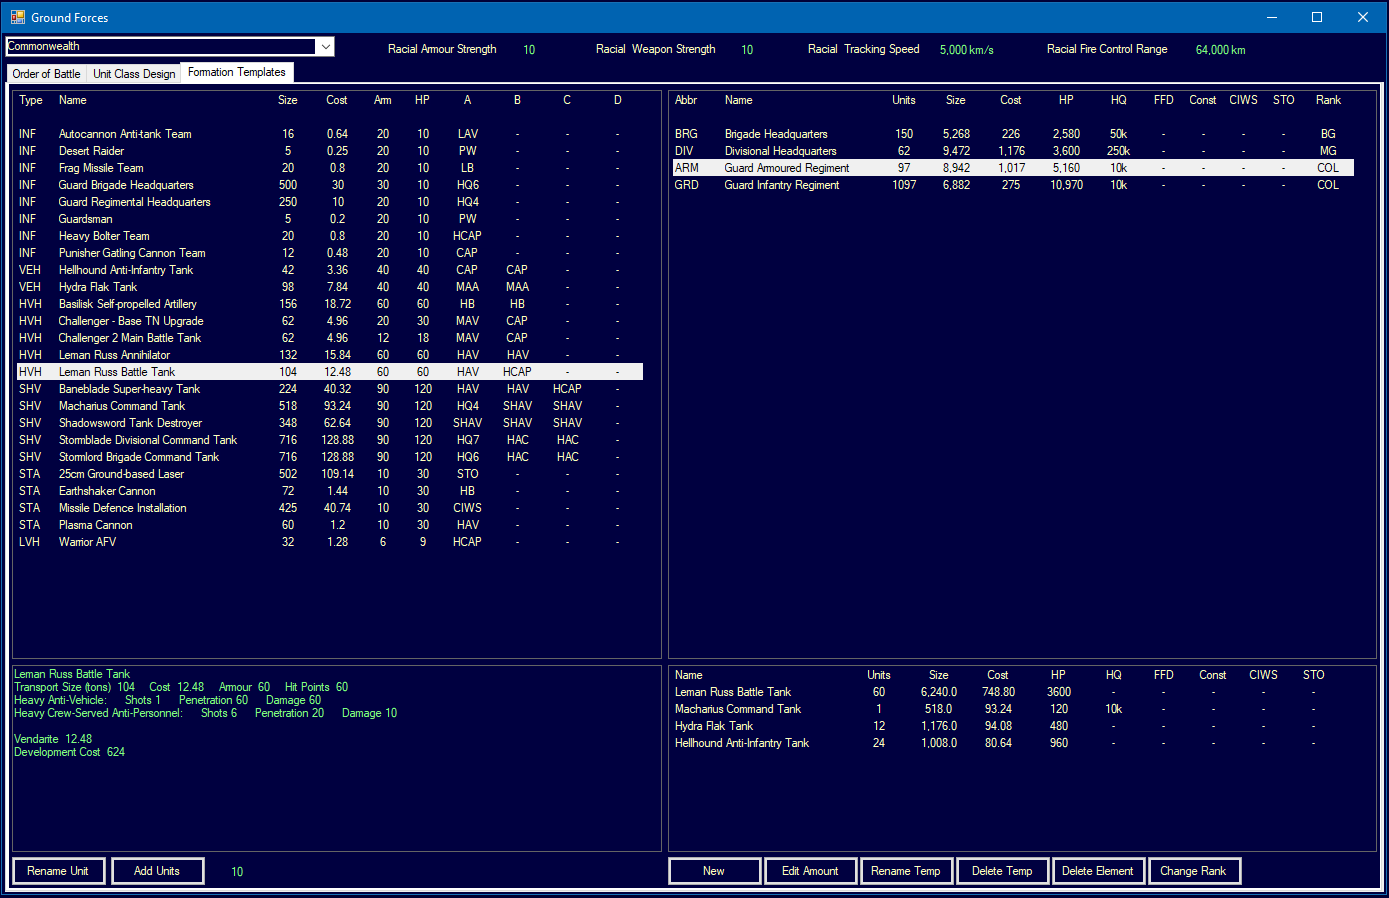 Ground Forces
Commonwealth Racial Armour Strength 10 Racial Weapon Strength 10 Racial Tracking Speed 5,000 km/s Racial Fire Control Range 64,000 km
Order of Battle Unit Class Design Formation Templates
Type Name Size Cost Arm HP A B C D
INF Autocannon Anti-tank Team 16 0.64 20 10 LAV - - -
INF Desert Raider 5 0.25 20 10 PW - - -
INF Frag Missile Team 20 0.8 20 10 LB - - -
INF Guard Brigade Headquarters 500 30 30 10 HQ6 - - -
INF Guard Regimental Headquarters 250 10 20 10 HQ4 - - -
INF Guardsman 5 0.2 20 10 PW - - -
INF Heavy Bolter Team 20 0.8 20 10 HCAP - - -
INF Punisher Gatling Cannon Team 12 0.48 20 10 CAP - - -
VEH Hellhound Anti-Infantry Tank 42 3.36 40 40 CAP CAP - -
VEH Hydra Flak Tank 98 7.84 40 40 MAA MAA - -
HVH Basilisk Self-propelled Artillery 156 18.72 60 60 HB HB - -
HVH Challenger - Base TN Upgrade 62 4.96 20 30 MAV CAP - -
HVH Challenger 2 Main Battle Tank 62 4.96 12 18 MAV CAP - -
HVH Leman Russ Annihilator 132 15.84 60 60 HAV HAV - -
HVH Leman Russ Battle Tank 104 12.48 60 60 HAV HCAP - -
SHV Baneblade Super-heavy Tank 224 40.32 90 120 HAV HAV HCAP -
SHV Macharius Command Tank 518 93.24 90 120 HQ4 SHAV SHAV -
SHV Shadowsword Tank Destroyer 348 62.64 90 120 SHAV SHAV SHAV -
SHV Stormblade Divisional Command Tank 716 128.88 90 120 HQ7 HAC HAC -
SHV Stormlord Brigade Command Tank 716 128.88 90 120 HQ6 HAC HAC -
STA 25cm Ground-based Laser 502 109.14 10 30 STO - - -
STA Earthshaker Cannon 72 1.44 10 30 HB - - -
STA Missile Defence Installation 425 40.74 10 30 CIWS - - -
STA Plasma Cannon 60 1.2 10 30 HAV - - -
LVH Warrior AFV 32 1.28 6 9 HCAP - - -
Abbr Name Units Size Cost HP HQ FFD Const CIWS STO Rank
BRG Brigade Headquarters 150 5,268 226 2,580 50k - - - - BG
DIV Divisional Headquarters 62 9,472 1,176 3,600 250k - - - - MG
ARM Guard Armoured Regiment 97 8,942 1,017 5,160 10k - - - - COL
GRD Guard Infantry Regiment 1097 6,882 275 10,970 10k - - - - COL
Leman Russ Battle Tank
Transport Size (tons) 104 Cost 12.48 Amour 60 Hit Points 60
Heavy Anti-Vehicle: Shots 1 Penetration 60 Damage 60
Heavy Crew-Served Anti-Personnel: Shots 6 Penetration 20 Damage 10
Vendarite 12.48
Development Cost 624
Name Units Size Cost HP HQ FFD Const CIWS STO
Leman Russ Battle Tank 60 6,240.0 748.80 3600 - - - - -
Macharius Command Tank 1 518.0 93.24 120 10k - - - -
Hydra Flak Tank 12 1,176.0 94.08 480 - - - - -
Hellhound Anti-Infantry Tank 24 1,008.0 80.64 960 - - - - -
Rename Unit Add Units 10 New Edit Amount Rename Temp Delete Temp Delete Element Change Rank